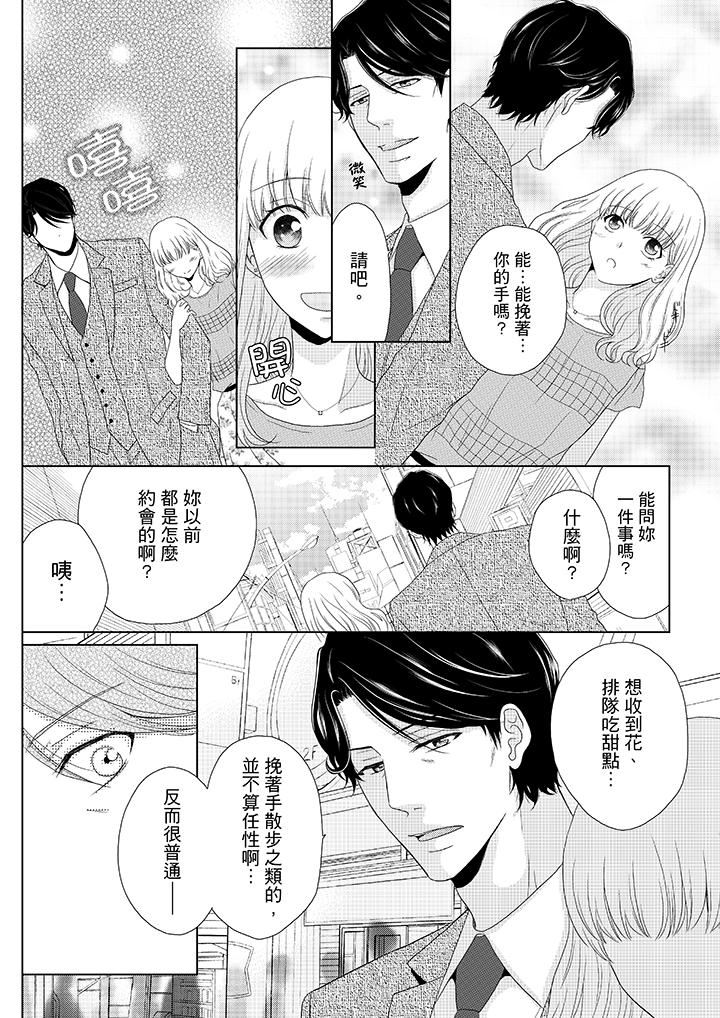 能…能挽著…
你的手嗎？
微笑
請吧。
開心
嘻嘻
能問妳
一件事嗎？
什麼啊？
妳以前
都是怎麼
約會的啊？
咦…
想收到花、
排隊吃甜點…
挽著手散步之類的，
並不算任性啊…
反而很普通──